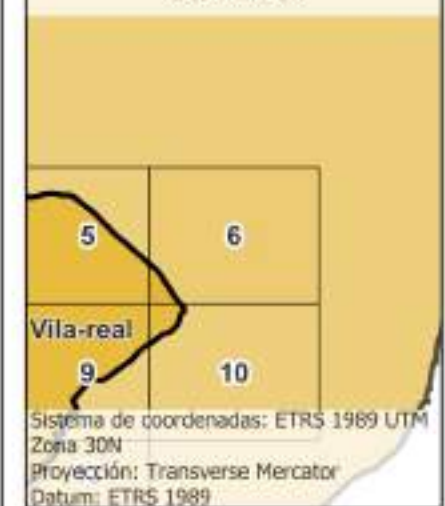 5
6
Vila-real
9
10
Sistema de coordenadas: ETRS 1989 UTM
Zona 30N
Proyección: Transverse Mercator
Datum: ETRS 1989